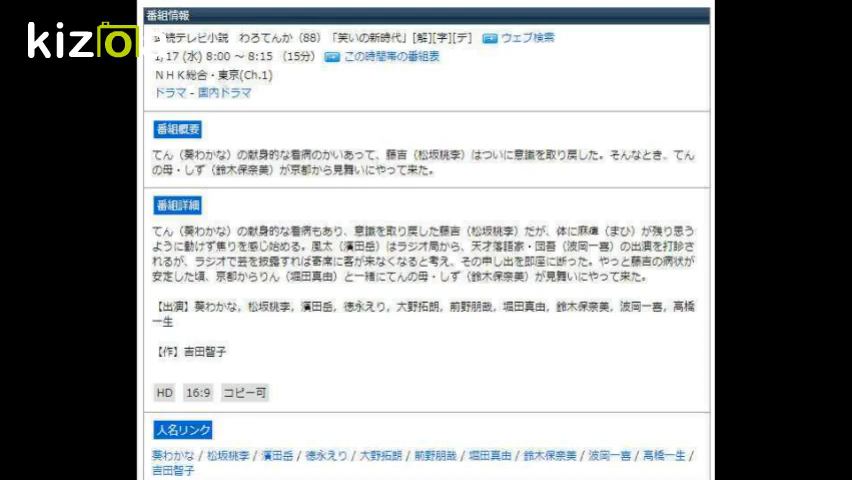 kizoa
番組情報
続テレビ小説 わろてんか（88）「笑いの新時代」[解][字][デ] ウェブ検索
1/17 (水) 8:00 ～ 8:15 （15分） この時間帯の番組表
ＮＨＫ総合・東京(Ch.1)
ドラマ - 国内ドラマ
番組概要
てん（葵わかな）の献身的な看病のかいあって、藤吉（松坂桃李）はついに意識を取り戻した。そんなとき、てん
の母・しず（鈴木保奈美）が京都から見舞いにやって来た。
番組詳細
てん（葵わかな）の献身的な看病もあり、意識を取り戻した藤吉（松坂桃李）だが、体に麻痺（まひ）が残り思う
ように動けず焦りを感じ始める。風太（濱田岳）はラジオ局から、天才落語家・団吾（波岡一喜）の出演を打診さ
れるが、ラジオで芸を披露すれば寄席に客が来なくなると考え、その申し出を即座に断った。やっと藤吉の病状が
安定した頃、京都からりん（堀田真由）と一緒にてんの母・しず（鈴木保奈美）が見舞いにやって来た。
【出演】葵わかな，松坂桃李，濱田岳，徳永えり，大野拓朗，前野朋哉，堀田真由，鈴木保奈美，波岡一喜，高橋
一生
【作】吉田智子
HD 16:9 コピー可
人名リンク
葵わかな / 松坂桃李 / 濱田岳 / 徳永えり / 大野拓朗 / 前野朋哉 / 堀田真由 / 鈴木保奈美 / 波岡一喜 / 高橋一生 /
吉田智子